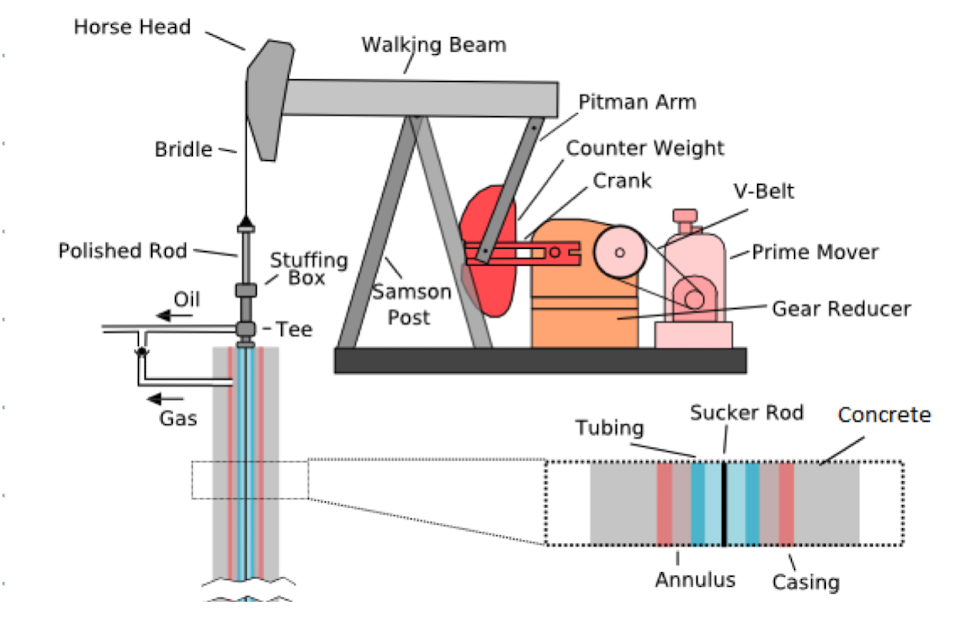 Horse Head
Walking Beam
Pitman Arm
Bridle
Counter Weight
Crank
V-Belt
Polished Rod
Stuffing
Box
Prime Mover
Oil
Samson
Post
Tee
Gear Reducer
Gas
Tubing
Sucker Rod
Concrete
Annulus
Casing